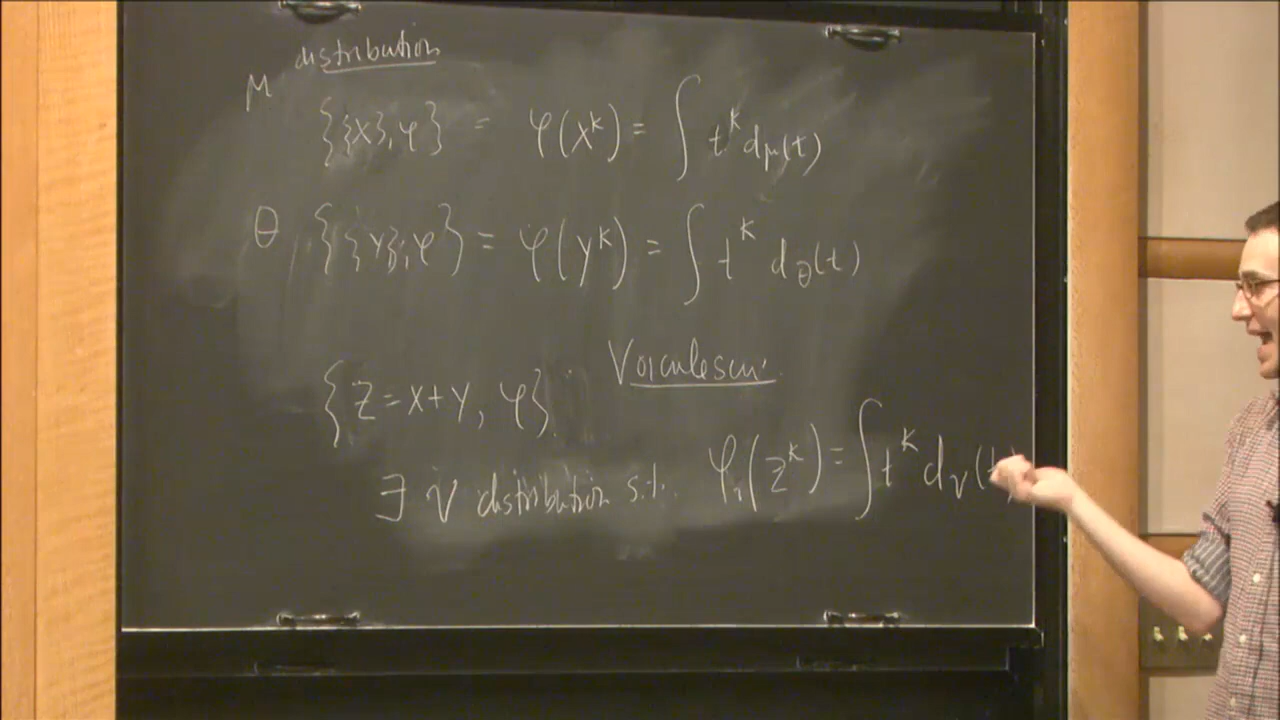 distribution
μ {{X},φ} = φ(X^k) = ∫ t^k dμ(t)
θ {{Y},φ} = φ(Y^k) = ∫ t^k dθ(t)
Voiculescu
{Z=X+Y, φ}
∃ ν distribution s.t. φ(Z^k) = ∫ t^k dν(t)